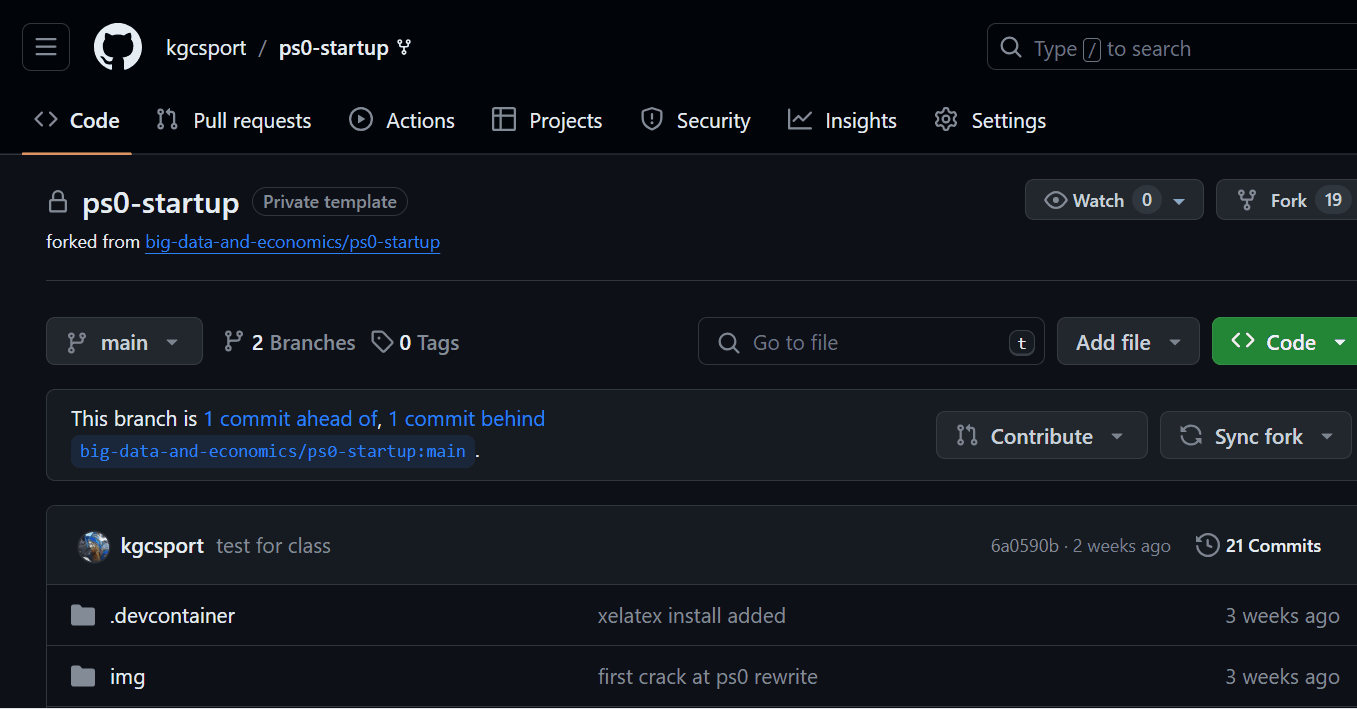 kgcsport / ps0-startup
Type / to search
Code Pull requests Actions Projects Security Insights Settings
ps0-startup Private template
Watch 0 Fork 19
forked from big-data-and-economics/ps0-startup
main 2 Branches 0 Tags
Go to file t Add file Code
This branch is 1 commit ahead of, 1 commit behind
big-data-and-economics/ps0-startup:main .
Contribute Sync fork
kgcsport test for class 6a0590b · 2 weeks ago 21 Commits
.devcontainer xelatex install added 3 weeks ago
img first crack at ps0 rewrite 3 weeks ago